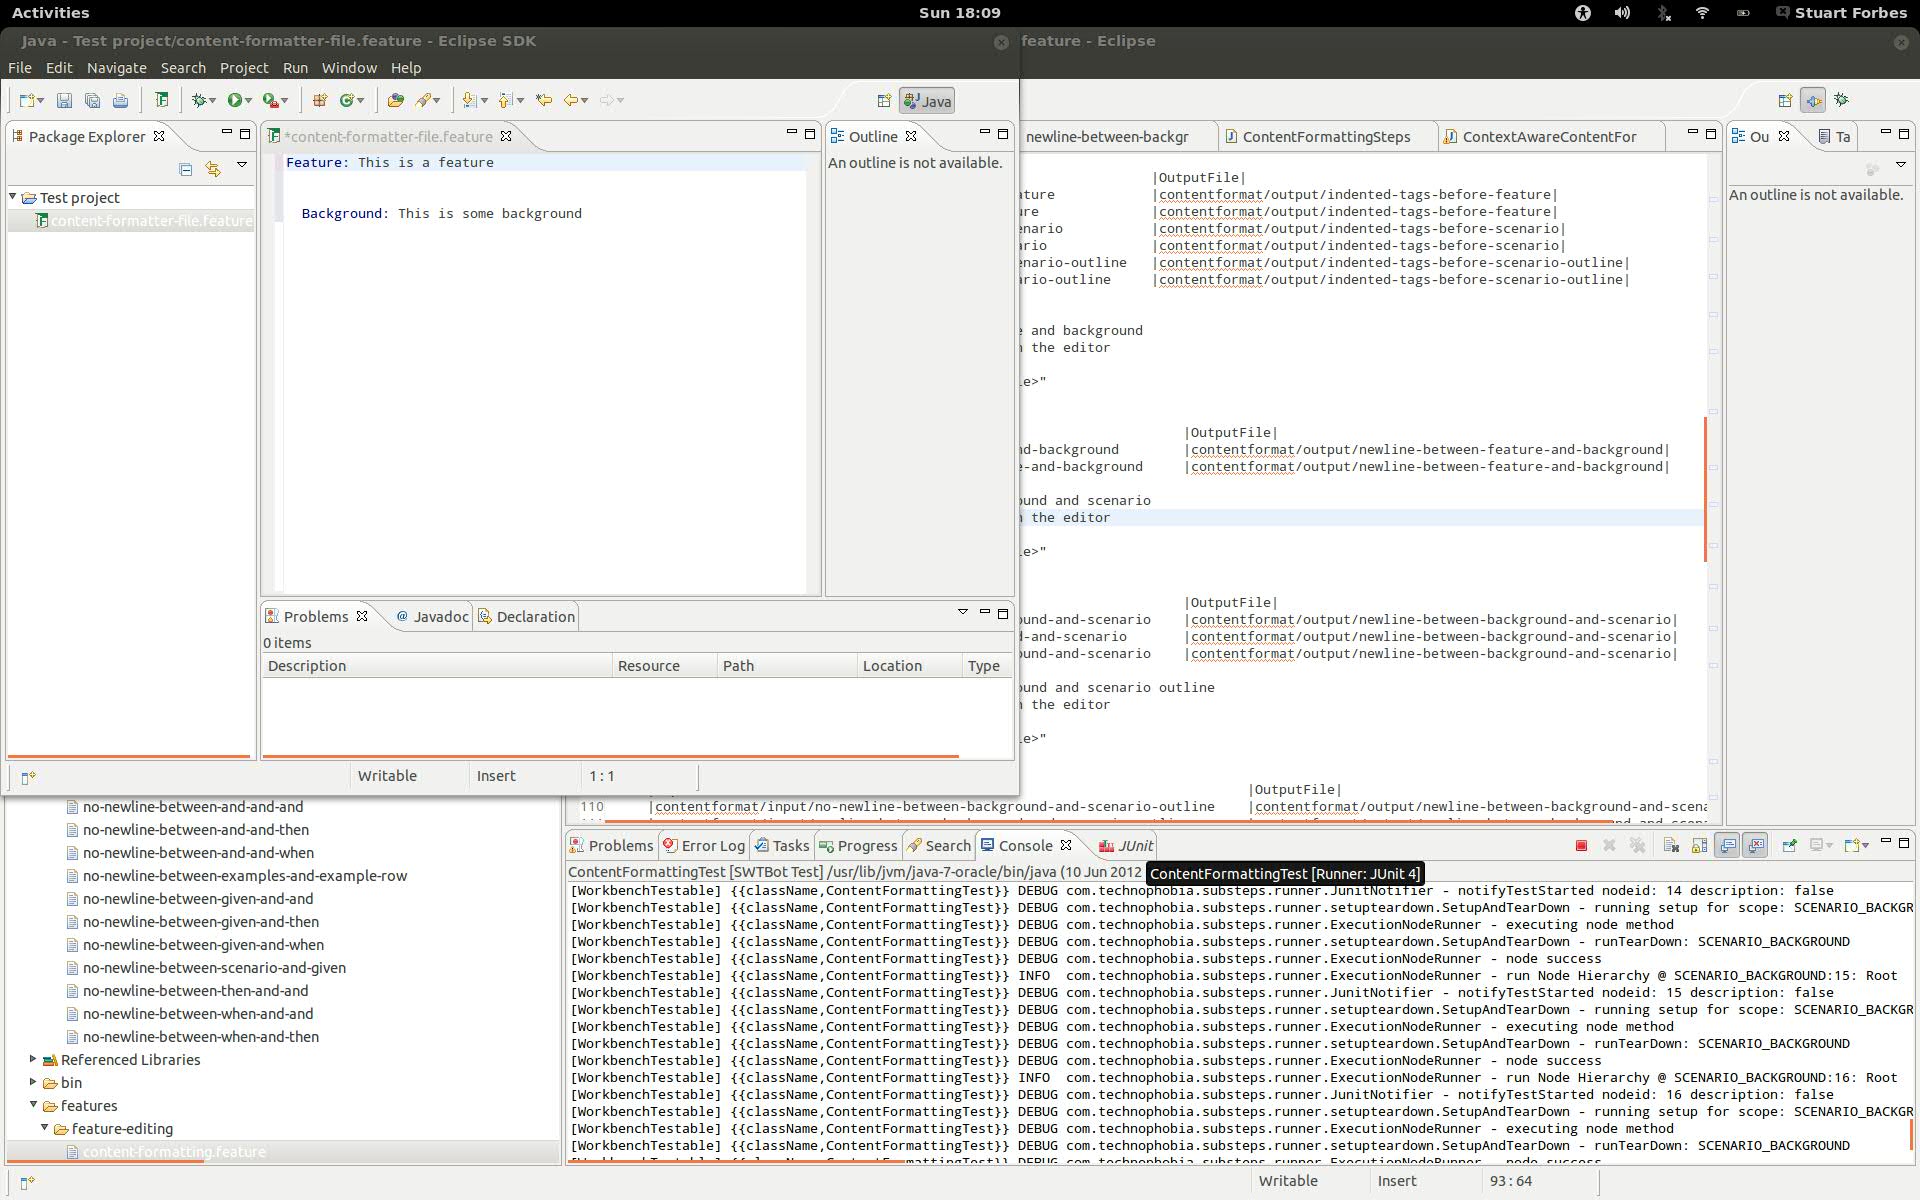 Activities
Sun 18:09
Stuart Forbes
Java - Test project/content-formatter-file.feature - Eclipse SDK
feature - Eclipse
File Edit Navigate Search Project Run Window Help
Java
Package Explorer
*content-formatter-file.feature
Outline
newline-between-backgr
ContentFormattingSteps
ContextAwareContentFor
Ou
Ta
Test project
content-formatter-file.feature
Feature: This is a feature
Background: This is some background
An outline is not available.
An outline is not available.
|OutputFile|
ature |contentformat/output/indented-tags-before-feature|
ure |contentformat/output/indented-tags-before-feature|
enario |contentformat/output/indented-tags-before-scenario|
ario |contentformat/output/indented-tags-before-scenario|
enario-outline |contentformat/output/indented-tags-before-scenario-outline|
rio-outline |contentformat/output/indented-tags-before-scenario-outline|
e and background
n the editor
le>"
|OutputFile|
nd-background |contentformat/output/newline-between-feature-and-background|
e-and-background |contentformat/output/newline-between-feature-and-background|
ound and scenario
n the editor
le>"
|OutputFile|
ound-and-scenario |contentformat/output/newline-between-background-and-scenario|
d-and-scenario |contentformat/output/newline-between-background-and-scenario|
ound-and-scenario |contentformat/output/newline-between-background-and-scenario|
ound and scenario outline
n the editor
le>"
|OutputFile|
110 |contentformat/input/no-newline-between-background-and-scenario-outline |contentformat/output/newline-between-background-and-scena
Problems
Javadoc
Declaration
0 items
Description Resource Path Location Type
Writable Insert 1 : 1
no-newline-between-and-and-and
no-newline-between-and-and-then
no-newline-between-and-and-when
no-newline-between-examples-and-example-row
no-newline-between-given-and-and
no-newline-between-given-and-then
no-newline-between-given-and-when
no-newline-between-scenario-and-given
no-newline-between-then-and-and
no-newline-between-when-and-and
no-newline-between-when-and-then
Referenced Libraries
bin
features
feature-editing
content-formatting.feature
Problems Error Log Tasks Progress Search Console JUnit
ContentFormattingTest [SWTBot Test] /usr/lib/jvm/java-7-oracle/bin/java (10 Jun 2012
ContentFormattingTest [Runner: JUnit 4]
[WorkbenchTestable] {{className,ContentFormattingTest}} DEBUG com.technophobia.substeps.runner.JunitNotifier - notifyTestStarted nodeid: 14 description: false
[WorkbenchTestable] {{className,ContentFormattingTest}} DEBUG com.technophobia.substeps.runner.setupteardown.SetupAndTearDown - running setup for scope: SCENARIO_BACKGR
[WorkbenchTestable] {{className,ContentFormattingTest}} DEBUG com.technophobia.substeps.runner.ExecutionNodeRunner - executing node method
[WorkbenchTestable] {{className,ContentFormattingTest}} DEBUG com.technophobia.substeps.runner.setupteardown.SetupAndTearDown - runTearDown: SCENARIO_BACKGROUND
[WorkbenchTestable] {{className,ContentFormattingTest}} DEBUG com.technophobia.substeps.runner.ExecutionNodeRunner - node success
[WorkbenchTestable] {{className,ContentFormattingTest}} INFO com.technophobia.substeps.runner.ExecutionNodeRunner - run Node Hierarchy @ SCENARIO_BACKGROUND:15: Root
[WorkbenchTestable] {{className,ContentFormattingTest}} DEBUG com.technophobia.substeps.runner.JunitNotifier - notifyTestStarted nodeid: 15 description: false
[WorkbenchTestable] {{className,ContentFormattingTest}} DEBUG com.technophobia.substeps.runner.setupteardown.SetupAndTearDown - running setup for scope: SCENARIO_BACKGR
[WorkbenchTestable] {{className,ContentFormattingTest}} DEBUG com.technophobia.substeps.runner.ExecutionNodeRunner - executing node method
[WorkbenchTestable] {{className,ContentFormattingTest}} DEBUG com.technophobia.substeps.runner.setupteardown.SetupAndTearDown - runTearDown: SCENARIO_BACKGROUND
[WorkbenchTestable] {{className,ContentFormattingTest}} DEBUG com.technophobia.substeps.runner.ExecutionNodeRunner - node success
[WorkbenchTestable] {{className,ContentFormattingTest}} INFO com.technophobia.substeps.runner.ExecutionNodeRunner - run Node Hierarchy @ SCENARIO_BACKGROUND:16: Root
[WorkbenchTestable] {{className,ContentFormattingTest}} DEBUG com.technophobia.substeps.runner.JunitNotifier - notifyTestStarted nodeid: 16 description: false
[WorkbenchTestable] {{className,ContentFormattingTest}} DEBUG com.technophobia.substeps.runner.setupteardown.SetupAndTearDown - running setup for scope: SCENARIO_BACKGR
[WorkbenchTestable] {{className,ContentFormattingTest}} DEBUG com.technophobia.substeps.runner.ExecutionNodeRunner - executing node method
[WorkbenchTestable] {{className,ContentFormattingTest}} DEBUG com.technophobia.substeps.runner.setupteardown.SetupAndTearDown - runTearDown: SCENARIO_BACKGROUND
[WorkbenchTestable] {{className,ContentFormattingTest}} DEBUG com.technophobia.substeps.runner.ExecutionNodeRunner - node success
Writable Insert 93 : 64